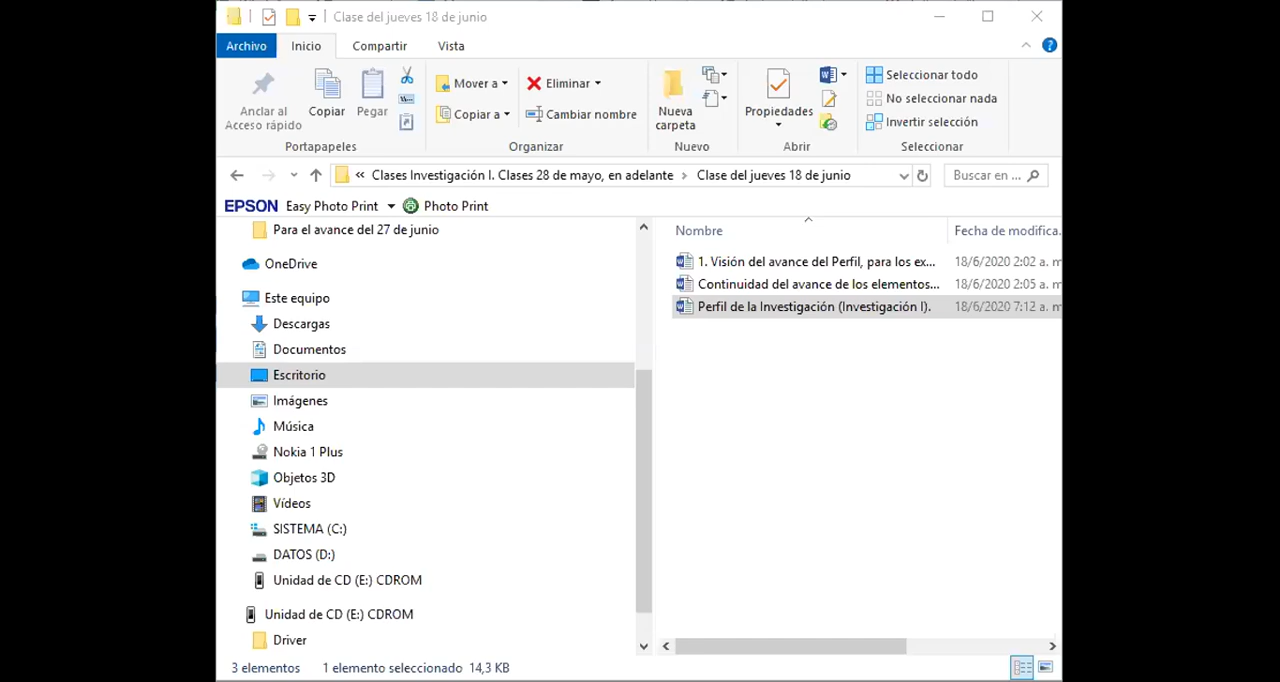 Clase del jueves 18 de junio
Archivo Inicio Compartir Vista
Anclar al Acceso rápido
Copiar
Pegar
Portapapeles
Mover a
Copiar a
Eliminar
Cambiar nombre
Organizar
Nueva carpeta
Nuevo
Propiedades
Abrir
Seleccionar todo
No seleccionar nada
Invertir selección
Seleccionar
« Clases Investigación I. Clases 28 de mayo, en adelante › Clase del jueves 18 de junio
Buscar en ...
EPSON Easy Photo Print Photo Print
Para el avance del 27 de junio
OneDrive
Este equipo
Descargas
Documentos
Escritorio
Imágenes
Música
Nokia 1 Plus
Objetos 3D
Vídeos
SISTEMA (C:)
DATOS (D:)
Unidad de CD (E:) CDROM
Unidad de CD (E:) CDROM
Driver
Nombre Fecha de modifica.
1. Visión del avance del Perfil, para los ex... 18/6/2020 2:02 a. m
Continuidad del avance de los elementos... 18/6/2020 2:05 a. m
Perfil de la Investigación (Investigación I). 18/6/2020 7:12 a. m
3 elementos 1 elemento seleccionado 14,3 KB